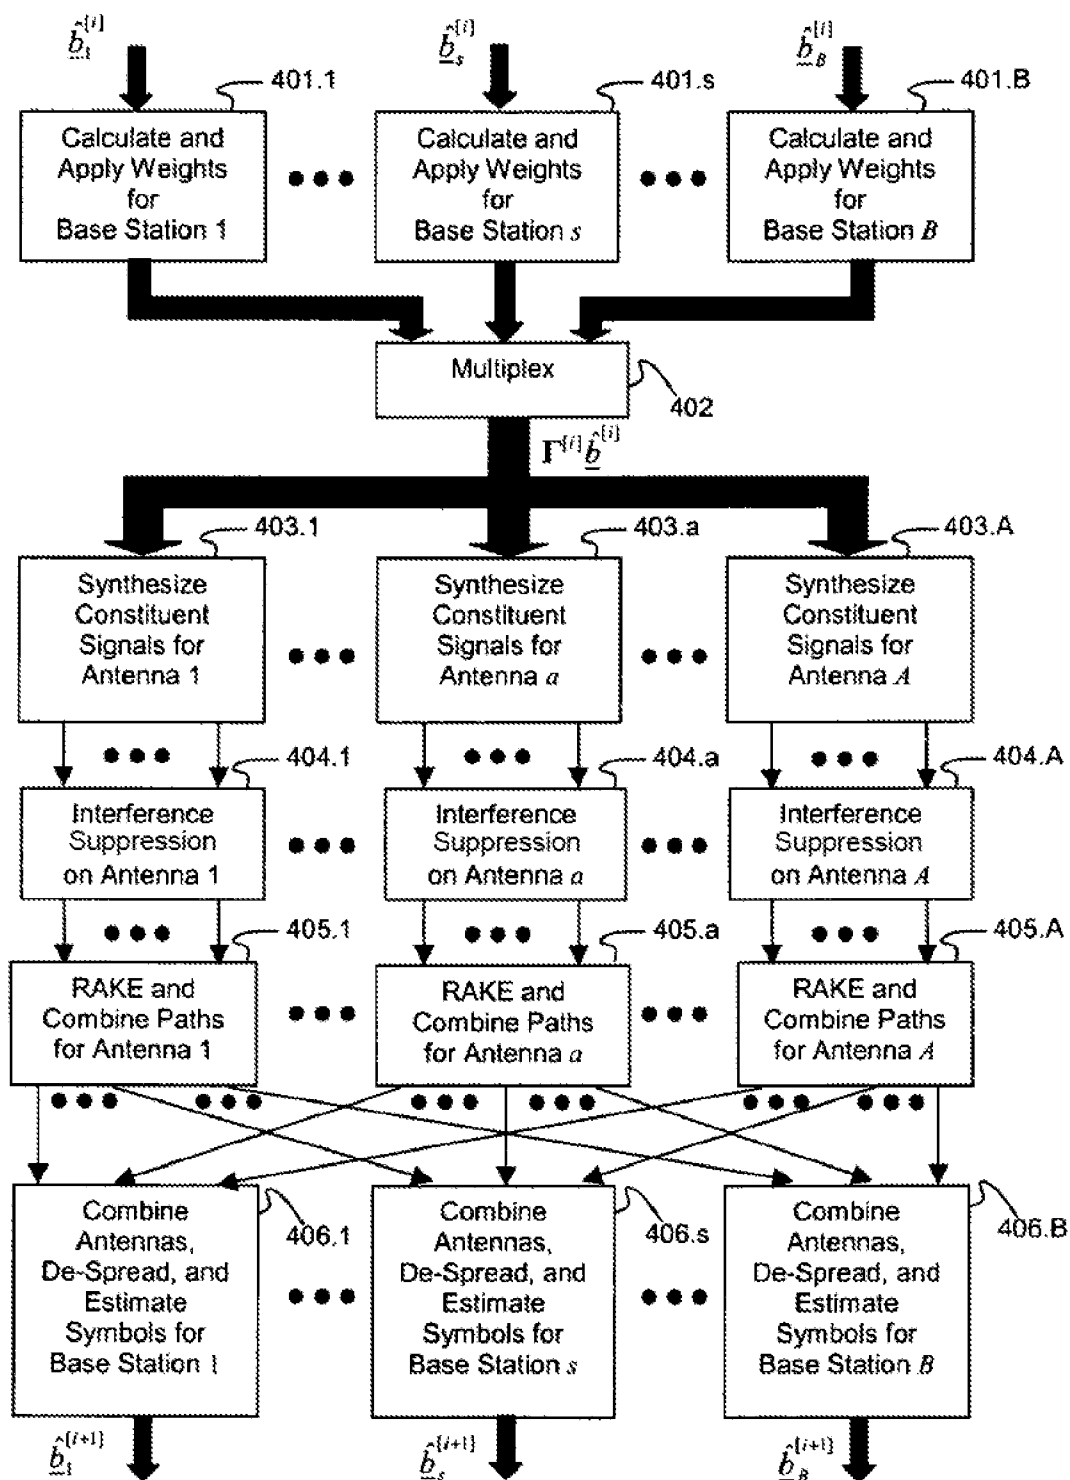 b̂₁^[i] b̂ₛ^[i] b̂_B^[i]
401.1 401.s 401.B
Calculate and
Apply Weights
for
Base Station 1
Calculate and
Apply Weights
for
Base Station s
Calculate and
Apply Weights
for
Base Station B
Multiplex
402
Γ^[i] b̂^[i]
403.1 403.a 403.A
Synthesize
Constituent
Signals for
Antenna 1
Synthesize
Constituent
Signals for
Antenna a
Synthesize
Constituent
Signals for
Antenna A
404.1 404.a 404.A
Interference
Suppression
on Antenna 1
Interference
Suppression
on Antenna a
Interference
Suppression
on Antenna A
405.1 405.a 405.A
RAKE and
Combine Paths
for Antenna 1
RAKE and
Combine Paths
for Antenna a
RAKE and
Combine Paths
for Antenna A
Combine
Antennas,
De-Spread, and
Estimate
Symbols for
Base Station 1
406.1
Combine
Antennas,
De-Spread, and
Estimate
Symbols for
Base Station s
406.s
Combine
Antennas,
De-Spread, and
Estimate
Symbols for
Base Station B
406.B
b̂₁^[i+1] b̂ₛ^[i+1] b̂_B^[i+1]